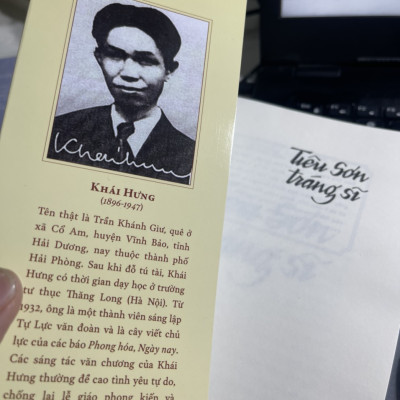 Khái Hưng
KHÁI HƯNG
(1896-1947)
Tên thật là Trần Khánh Giư, quê ở
xã Cổ Am, huyện Vĩnh Bảo, tỉnh
Hải Dương, nay thuộc thành phố
Hải Phòng. Sau khi đỗ tú tài, Khái
Hưng có thời gian dạy học ở trường
tư thục Thăng Long (Hà Nội). Từ
1932, ông là một thành viên sáng lập
Tự Lực văn đoàn và là cây viết chủ
lực của các báo Phong hóa, Ngày nay.
Các sáng tác văn chương của Khái
Hưng thường đề cao tình yêu tự do,
chống lại lễ giáo phong kiến và
Tiêu Sơn
tráng sĩ